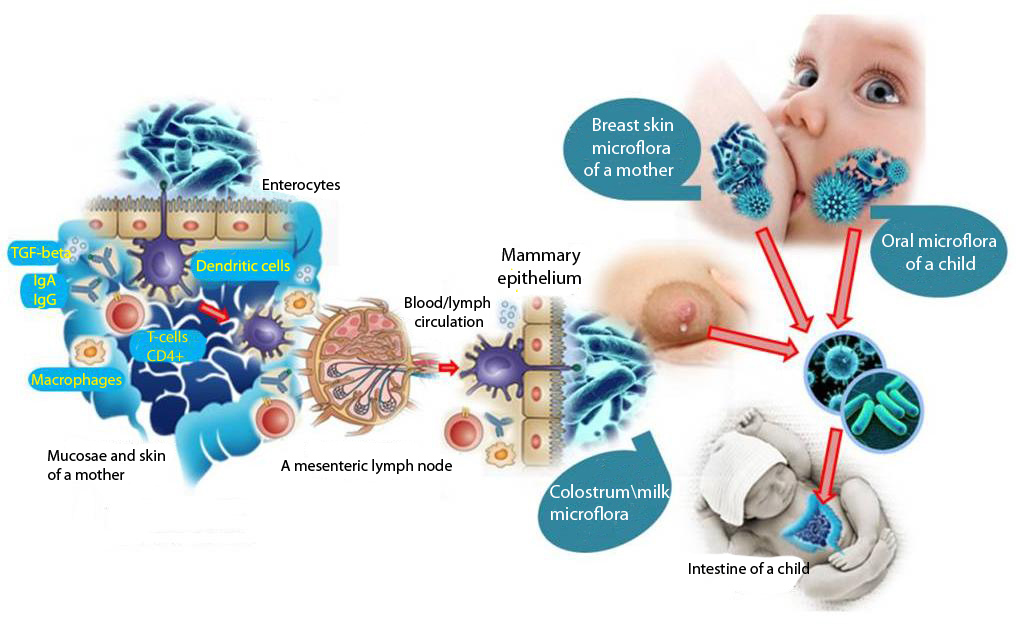 Breast skin
microflora
of a mother
Enterocytes
Oral microflora
of a child
TGF-beta
Dendritic cells
Mammary
epithelium
IgA
IgG
Blood/lymph
circulation
T-cells
CD4+
Macrophages
Mucosae and skin
of a mother
A mesenteric lymph node
Colostrum\milk
microflora
Intestine of a child